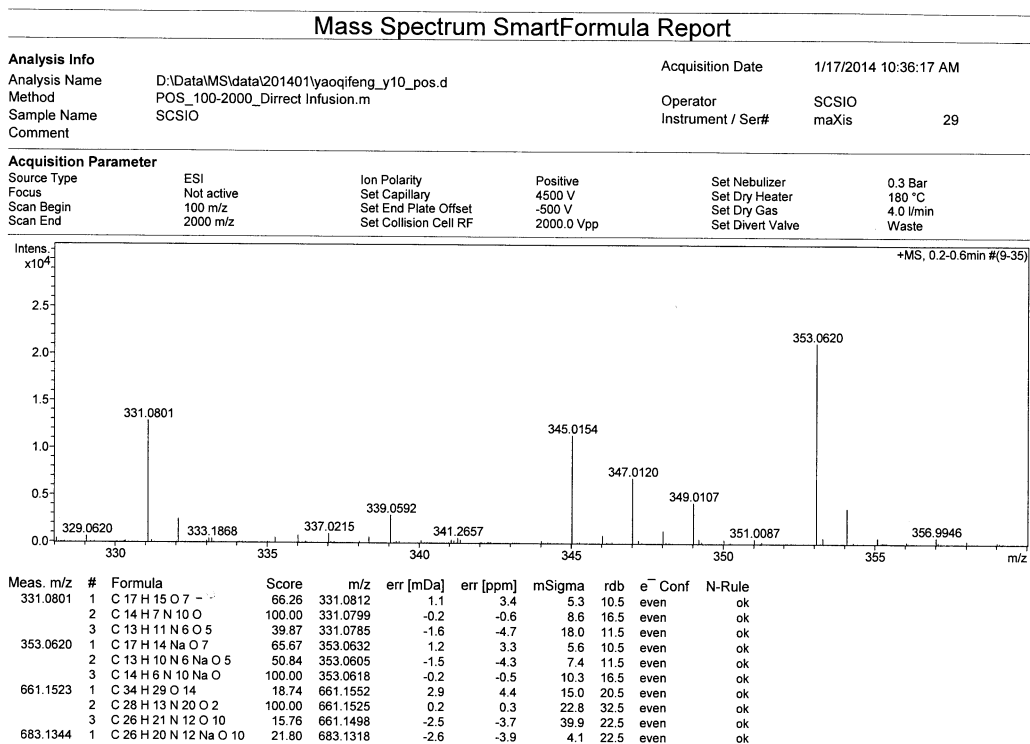 Mass Spectrum SmartFormula Report
Analysis Info
Analysis Name D:\Data\MS\data\201401\yaoqifeng_y10_pos.d
Method POS_100-2000_Dirrect Infusion.m
Sample Name SCSIO
Comment
Acquisition Date 1/17/2014 10:36:17 AM
Operator SCSIO
Instrument / Ser# maXis 29
Acquisition Parameter
Source Type ESI Ion Polarity Positive Set Nebulizer 0.3 Bar
Focus Not active Set Capillary 4500 V Set Dry Heater 180 °C
Scan Begin 100 m/z Set End Plate Offset -500 V Set Dry Gas 4.0 l/min
Scan End 2000 m/z Set Collision Cell RF 2000.0 Vpp Set Divert Valve Waste
Intens.
x10⁴
+MS, 0.2-0.6min #(9-35)
2.5
2.0
1.5
1.0
0.5
0.0
353.0620
331.0801
345.0154
347.0120
349.0107
339.0592
329.0620 333.1868 337.0215 341.2657 351.0087 356.9946
330 335 340 345 350 355 m/z
Meas. m/z # Formula Score m/z err [mDa] err [ppm] mSigma rdb e⁻ Conf N-Rule
331.0801 1 C 17 H 15 O 7 66.26 331.0812 1.1 3.4 5.3 10.5 even ok
2 C 14 H 7 N 10 O 100.00 331.0799 -0.2 -0.6 8.6 16.5 even ok
3 C 13 H 11 N 6 O 5 39.87 331.0785 -1.6 -4.7 18.0 11.5 even ok
353.0620 1 C 17 H 14 Na O 7 65.67 353.0632 1.2 3.3 5.6 10.5 even ok
2 C 13 H 10 N 6 Na O 5 50.84 353.0605 -1.5 -4.3 7.4 11.5 even ok
3 C 14 H 6 N 10 Na O 100.00 353.0618 -0.2 -0.5 10.3 16.5 even ok
661.1523 1 C 34 H 29 O 14 18.74 661.1552 2.9 4.4 15.0 20.5 even ok
2 C 28 H 13 N 20 O 2 100.00 661.1525 0.2 0.3 22.8 32.5 even ok
3 C 26 H 21 N 12 O 10 15.76 661.1498 -2.5 -3.7 39.9 22.5 even ok
683.1344 1 C 26 H 20 N 12 Na O 10 21.80 683.1318 -2.6 -3.9 4.1 22.5 even ok